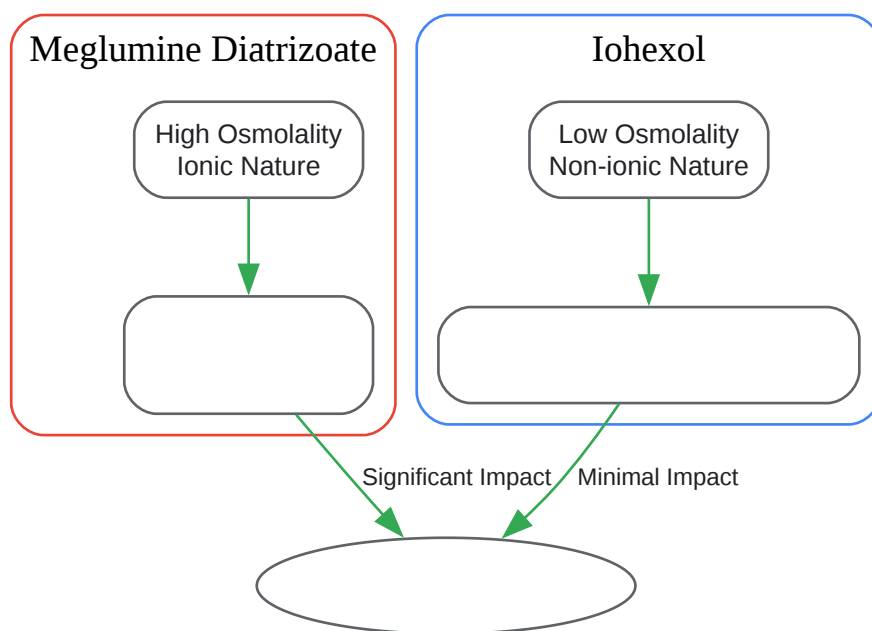 Meglumine Diatrizoate
High Osmolality
Ionic Nature
Significant Impact
Iohexol
Low Osmolality
Non-ionic Nature
Minimal Impact